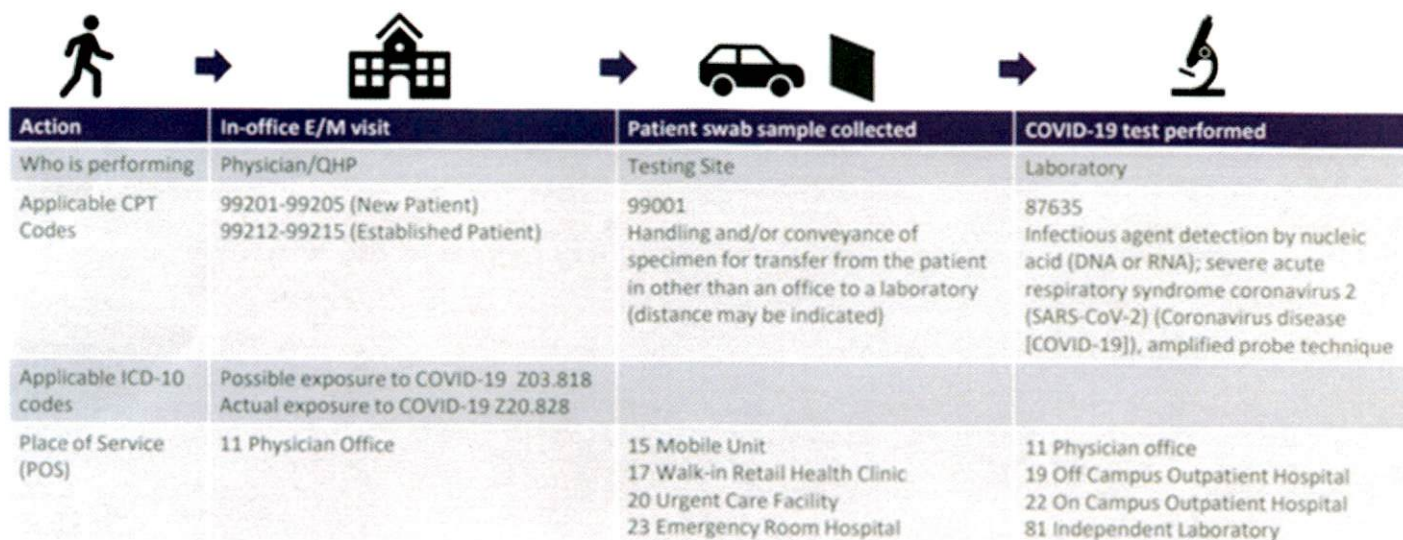 Action
In-office E/M visit
Patient swab sample collected
COVID-19 test performed
Who is performing
Physician/QHP
Testing Site
Laboratory
Applicable CPT
Codes
99201-99205 (New Patient)
99212-99215 (Established Patient)
99001
Handling and/or conveyance of
specimen for transfer from the patient
in other than an office to a laboratory
(distance may be indicated)
87635
Infectious agent detection by nucleic
acid (DNA or RNA); severe acute
respiratory syndrome coronavirus 2
(SARS-CoV-2) (Coronavirus disease
[COVID-19]), amplified probe technique
Applicable ICD-10
codes
Possible exposure to COVID-19 Z03.818
Actual exposure to COVID-19 Z20.828
Place of Service
(POS)
11 Physician Office
15 Mobile Unit
17 Walk-in Retail Health Clinic
20 Urgent Care Facility
23 Emergency Room Hospital
11 Physician office
19 Off Campus Outpatient Hospital
22 On Campus Outpatient Hospital
81 Independent Laboratory